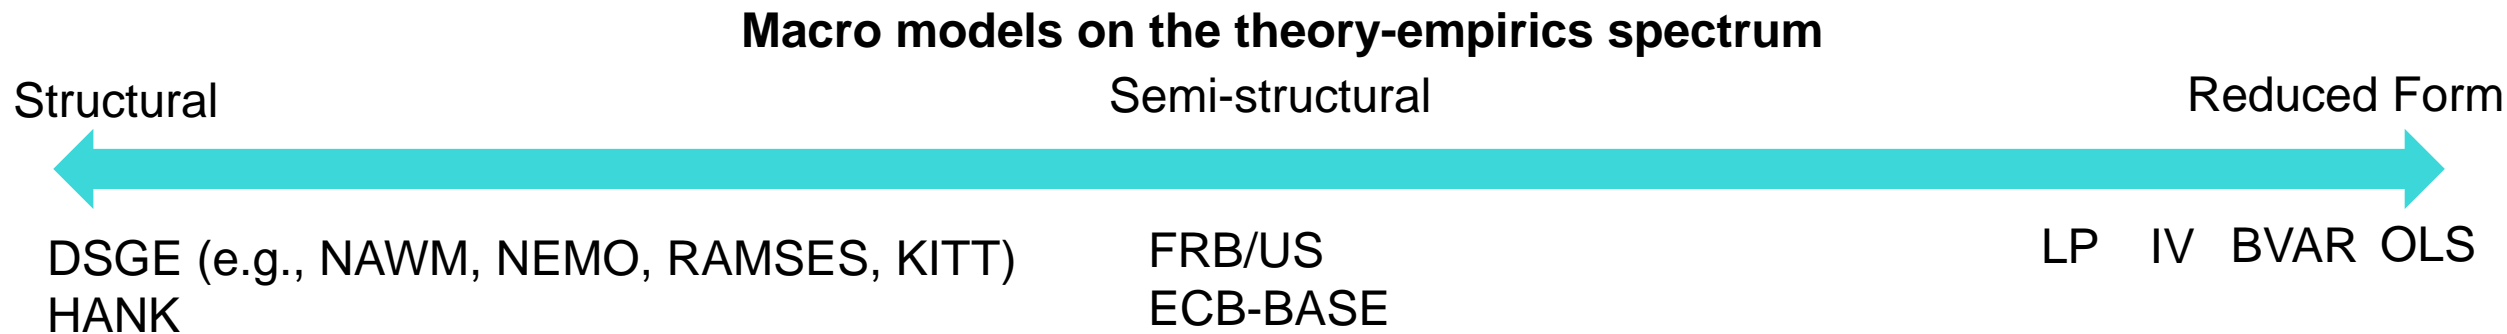 Macro models on the theory-empirics spectrum
Structural Semi-structural Reduced Form
DSGE (e.g., NAWM, NEMO, RAMSES, KITT) FRB/US LP IV BVAR OLS
HANK ECB-BASE